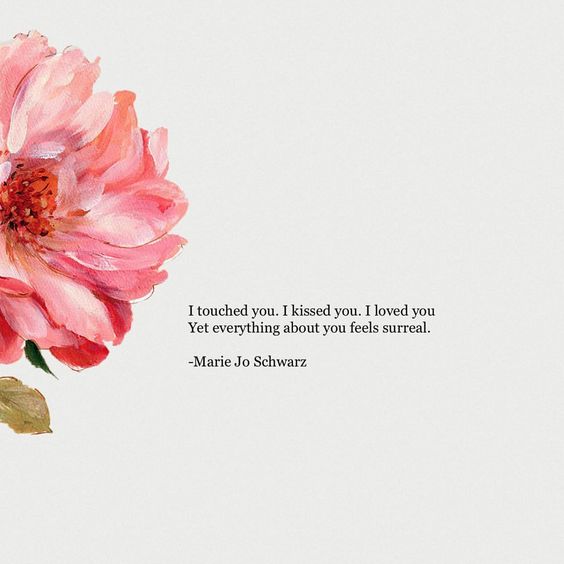 I touched you. I kissed you. I loved you
Yet everything about you feels surreal.
-Marie Jo Schwarz